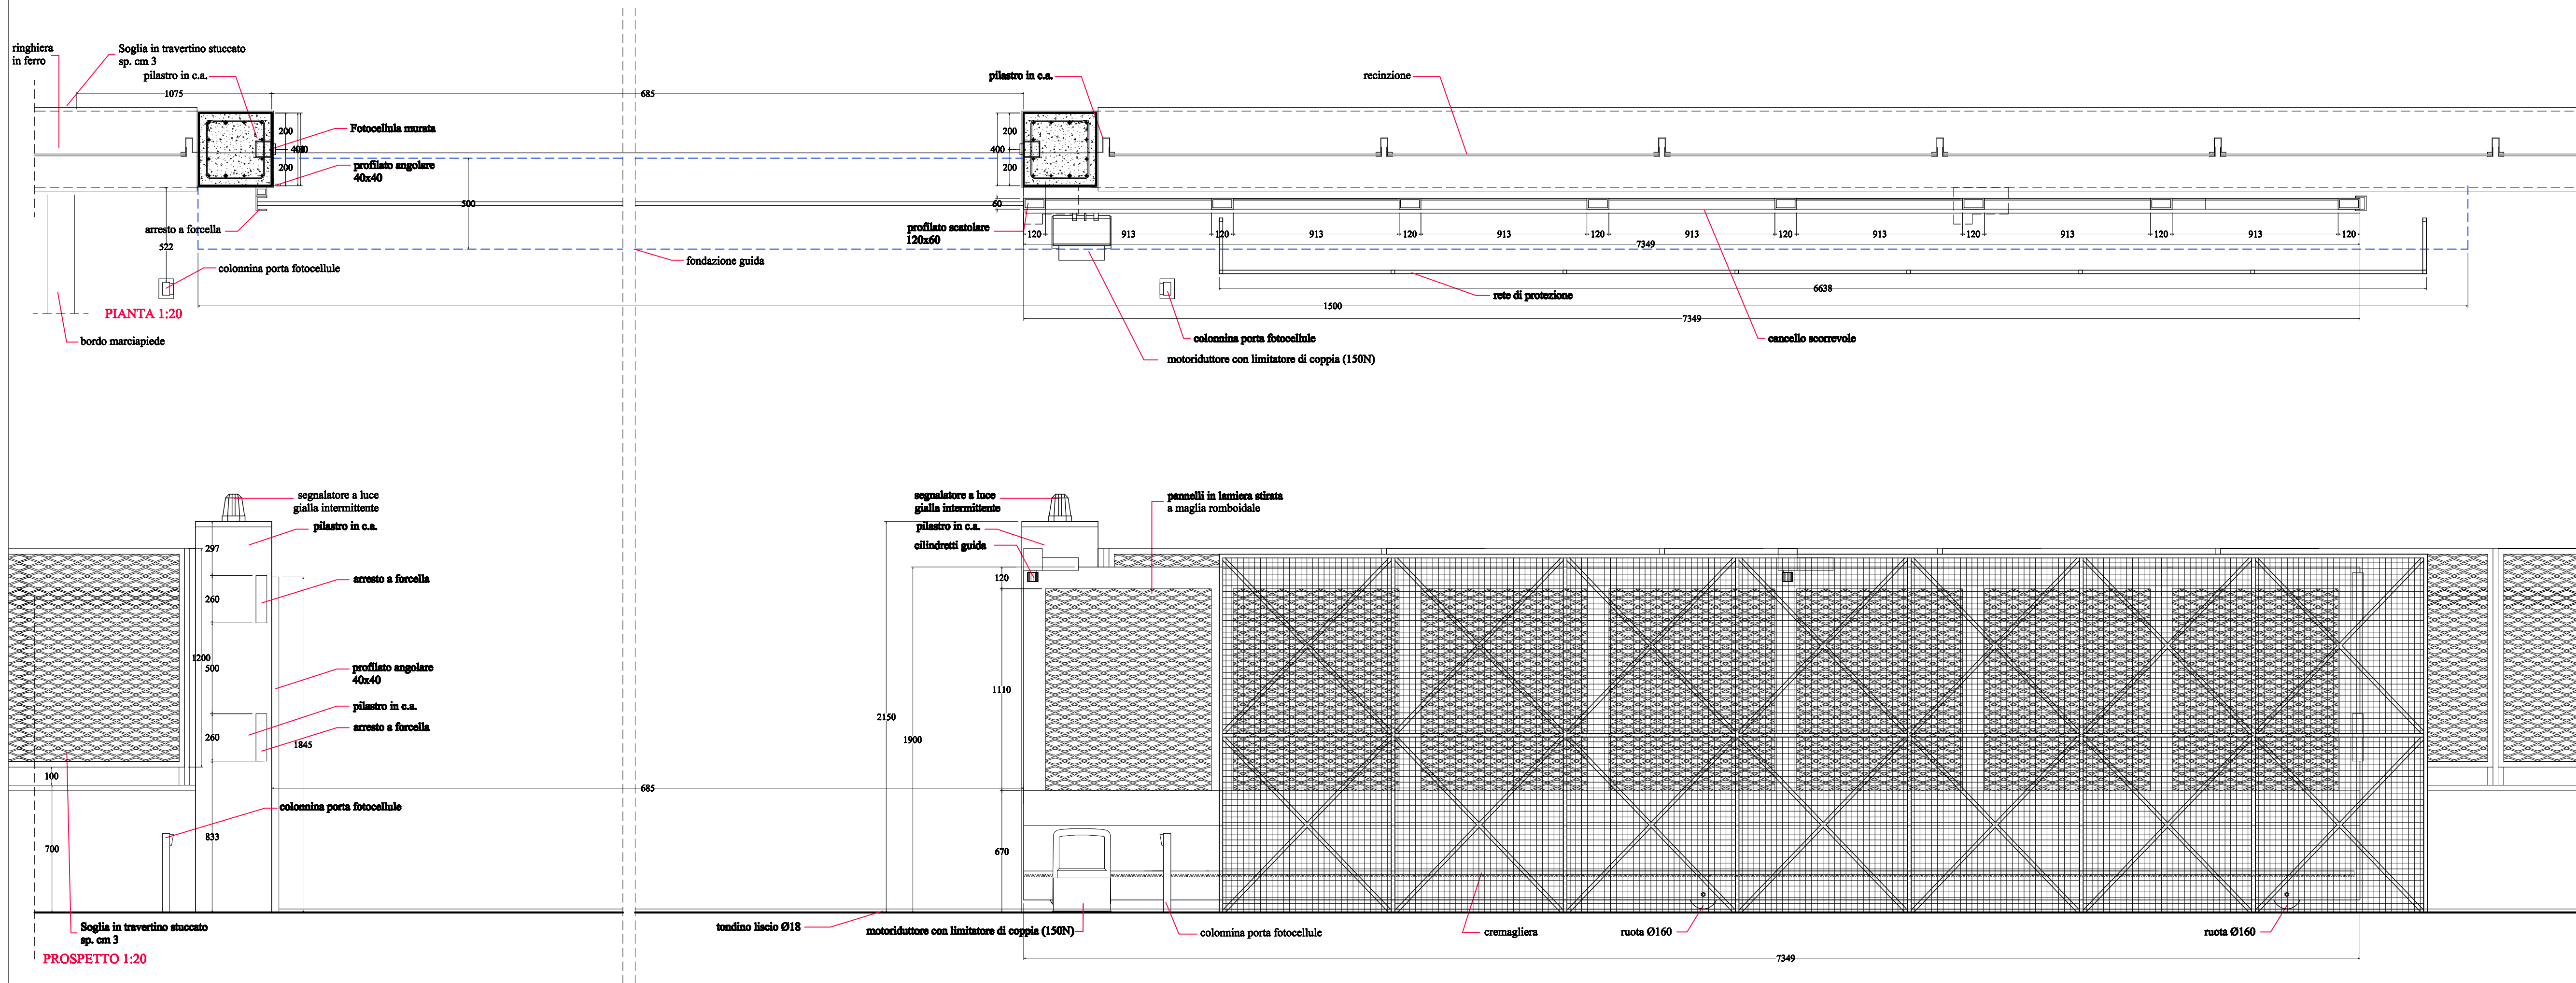 ringhiera
in ferro
Soglia in travertino stuccato
sp. cm 3
pilastro in c.a.
1075
685
pilastro in c.a.
recinzione
200
400
200
Fotocellula murata
profilato angolare
40x40
200
400
200
500
60
arresto a forcella
522
profilato scatolare
120x60
120
913
120
913
120
913
120
913
120
913
120
913
120
913
120
7349
colonnina porta fotocellule
fondazione guida
6638
rete di protezione
1500
7349
PIANTA 1:20
bordo marciapiede
colonnina porta fotocellule
cancello scorrevole
motoriduttore con limitatore di coppia (150N)
segnalatore a luce
gialla intermittente
pilastro in c.a.
segnalatore a luce
gialla intermittente
pilastro in c.a.
cilindretti guida
pannelli in lamiera stirata
a maglia romboidale
297
arresto a forcella
260
120
1200
500
profilato angolare
40x40
pilastro in c.a.
arresto a forcella
260
1845
1110
2150
1900
100
685
colonnina porta fotocellule
833
700
670
Soglia in travertino stuccato
sp. cm 3
tondino liscio Ø18
motoriduttore con limitatore di coppia (150N)
colonnina porta fotocellule
cremagliera
ruota Ø160
ruota Ø160
PROSPETTO 1:20
7349